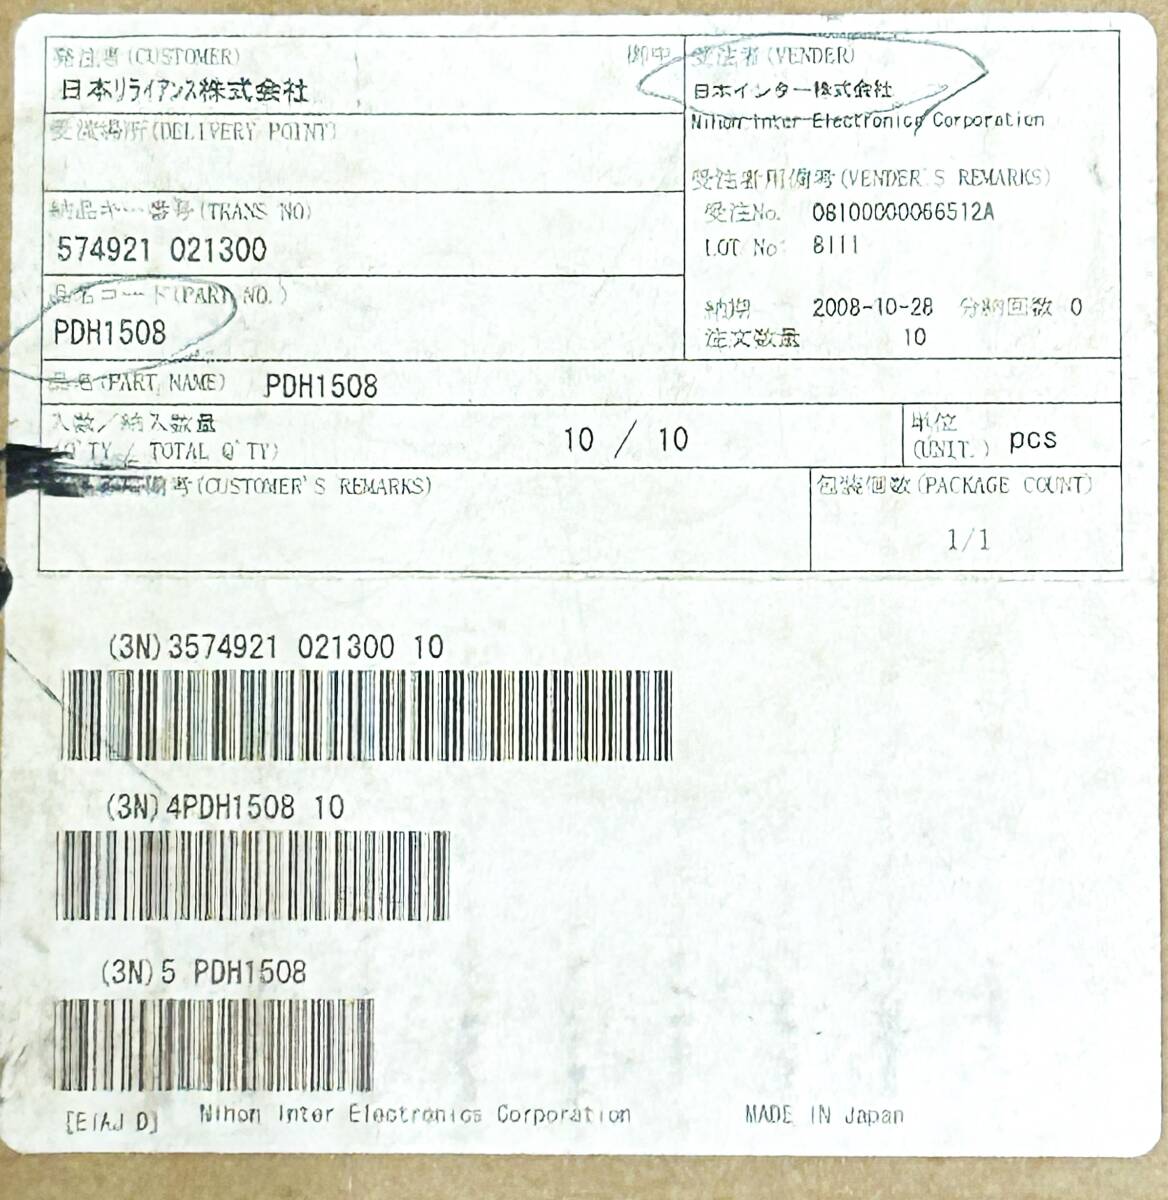 発注者(CUSTOMER) 御中
日本リライアンス株式会社
受渡場所(DELIVERY POINT)
納品キー番号(TRANS NO)
574921 021300
品名コード(PART NO.)
PDH1508
受注者(VENDER)
日本インター株式会社
Nihon Inter Electronics Corporation
受注者用備考(VENDER'S REMARKS)
受注No. 08100000066512A
LOT No 8111
納期 2008-10-28 分納回数 0
注文数量 10
品名(PART NAME) PDH1508
入数/納入数量
(Q'TY / TOTAL Q'TY) 10 / 10
単位
(UNIT.) pcs
備考(CUSTOMER'S REMARKS)
包装個数(PACKAGE COUNT)
1/1
(3N)3574921 021300 10
(3N)4PDH1508 10
(3N)5 PDH1508
[EIAJ D] Nihon Inter Electronics Corporation MADE IN Japan